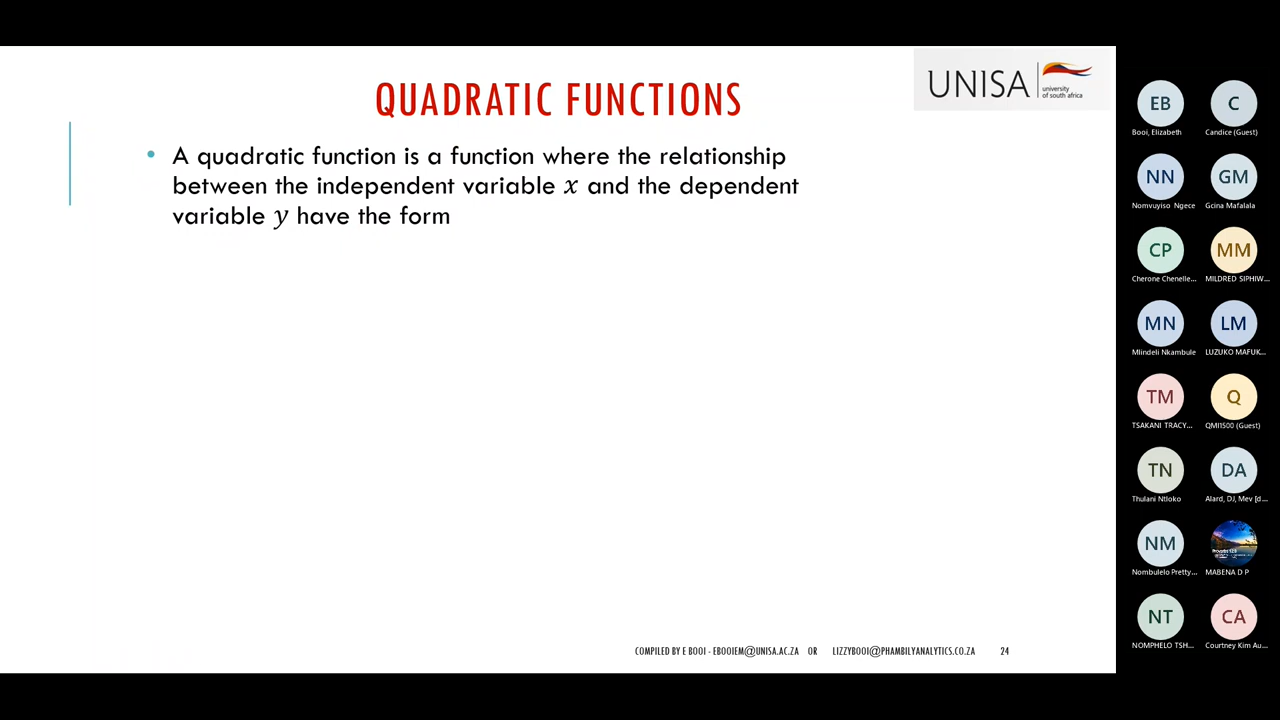 QUADRATIC FUNCTIONS
UNISA
university
of south africa
• A quadratic function is a function where the relationship
between the independent variable x and the dependent
variable y have the form
COMPILED BY E BOOI - EBOOIEM@UNISA.AC.ZA OR LIZZYBOOI@PHAMBILYANALYTICS.CO.ZA 24
EB C
Booi, Elizabeth Candice (Guest)
NN GM
Nomvuyiso Ngece Gcina Mafalala
CP MM
Cherone Chenelle... MILDRED SIPHIW...
MN LM
Mlindeli Nkambule LUZUKO MAFUK...
TM Q
TSAKANI TRACY... QMI1500 (Guest)
TN DA
Thulani Ntloko Alard, DJ, Mev [d...
NM
Nombulelo Pretty... MABENA D P
NT CA
NOMPHELO TSH... Courtney Kim Au...